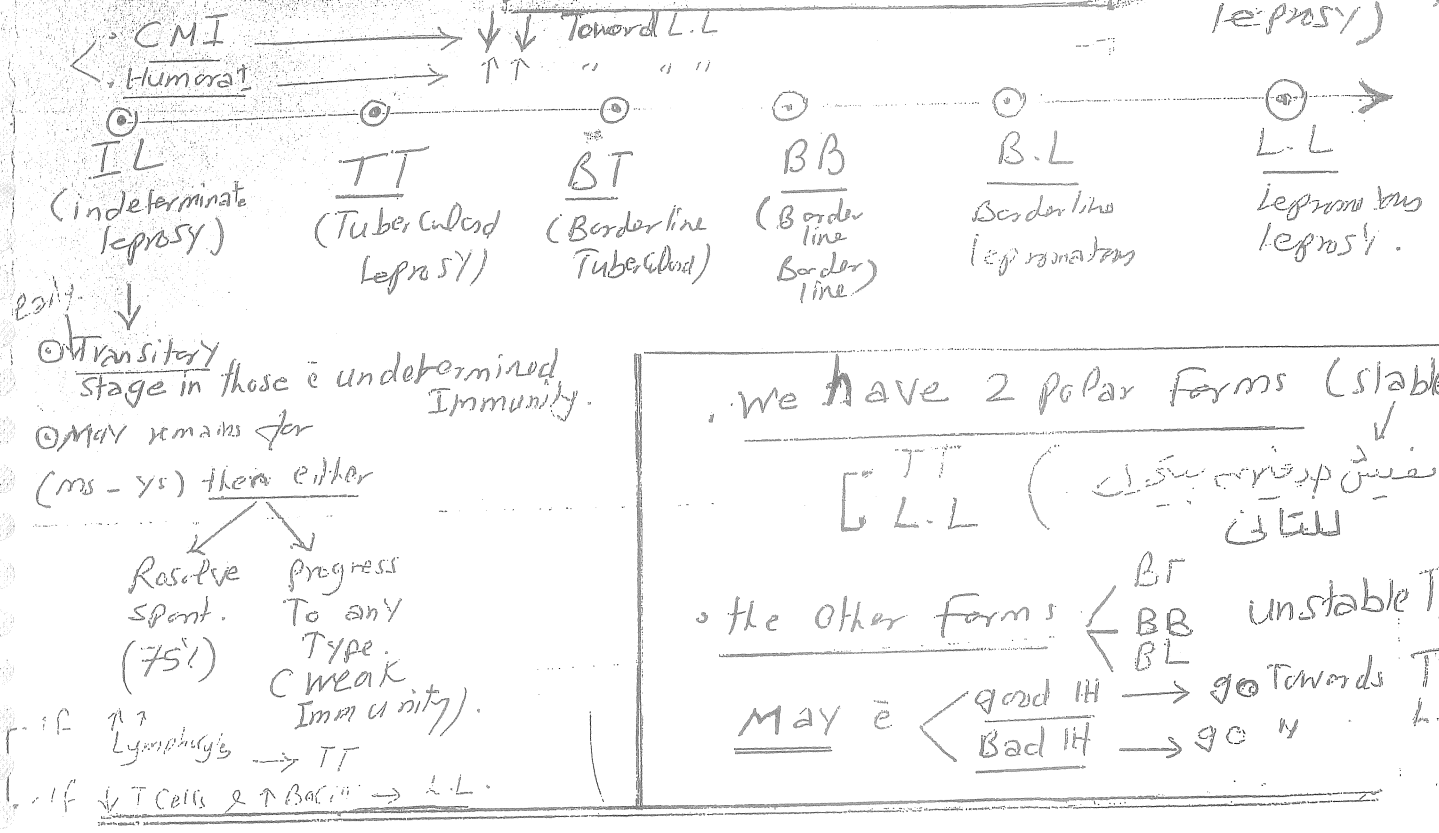 leprosy)
. CMI → ↓ ↓ Toword L.L
. Humoral → ↑ ↑ " " "
IL
(indeterminate
leprosy)
TT
(Tuberculoid
Leprosy)
BT
(Borderline
Tuberculoid)
BB
(Border
line
Border)
line
B.L
Borderline
lepromatous
L.L
lepromatous
leprosy.
early.
Transitory
stage in those ē undetermined
Immunity.
May remains for
(ms - ys) then either
Resolve
spont.
(75%)
Progress
To any
Type.
(weak
Immunity).
. if ↑ ↑
Lymphocytes → TT
. If ↓ T Cells & ↑ Bacilli → L.L.
. We have 2 polar forms (stable
TT
L.L
للتاني
. the other forms
BT
BB
BL
unstable T
May ē
good IH → go Towards T
Bad IH → go " L.